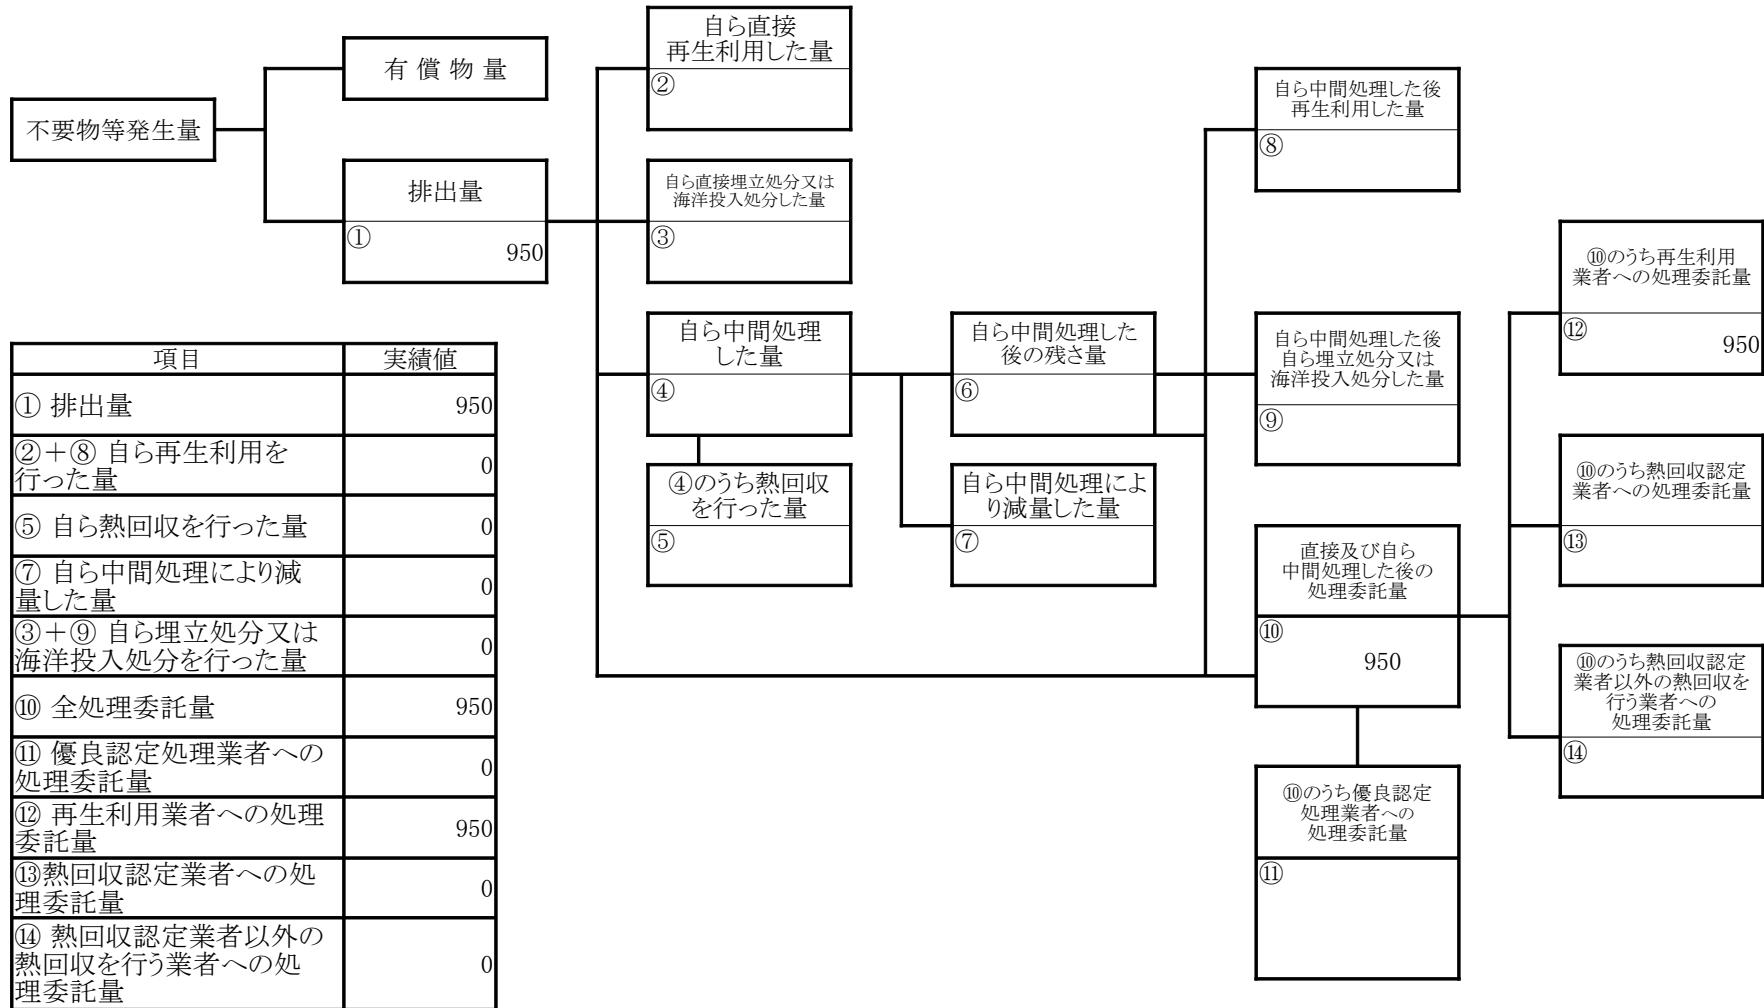 不要物等発生量
有 償 物 量
排出量
①
950
自ら直接
再生利用した量
②
自ら直接埋立処分又は
海洋投入処分した量
③
自ら中間処理
した量
④
④のうち熱回収
を行った量
⑤
自ら中間処理した
後の残さ量
⑥
自ら中間処理によ
り減量した量
⑦
自ら中間処理した後
再生利用した量
⑧
自ら中間処理した後
自ら埋立処分又は
海洋投入処分した量
⑨
直接及び自ら
中間処理した後の
処理委託量
⑩
950
⑩のうち優良認定
処理業者への
処理委託量
⑪
⑩のうち再生利用
業者への処理委託量
⑫
950
⑩のうち熱回収認定
業者への処理委託量
⑬
⑩のうち熱回収認定
業者以外の熱回収を
行う業者への
処理委託量
⑭
項目 実績値
① 排出量 950
②＋⑧ 自ら再生利用を
行った量 0
⑤ 自ら熱回収を行った量 0
⑦ 自ら中間処理により減
量した量 0
③＋⑨ 自ら埋立処分又は
海洋投入処分を行った量 0
⑩ 全処理委託量 950
⑪ 優良認定処理業者への
処理委託量 0
⑫ 再生利用業者への処理
委託量 950
⑬熱回収認定業者への処
理委託量 0
⑭ 熱回収認定業者以外の
熱回収を行う業者への処
理委託量 0